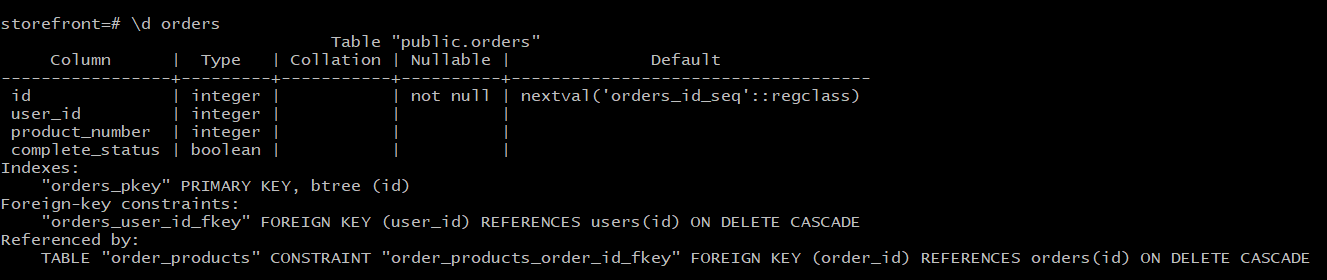 storefront=# \d orders
                                 Table "public.orders"
     Column      |  Type   | Collation | Nullable |              Default
-----------------+---------+-----------+----------+------------------------------------
 id              | integer |           | not null | nextval('orders_id_seq'::regclass)
 user_id         | integer |           |          |
 product_number  | integer |           |          |
 complete_status | boolean |           |          |
Indexes:
    "orders_pkey" PRIMARY KEY, btree (id)
Foreign-key constraints:
    "orders_user_id_fkey" FOREIGN KEY (user_id) REFERENCES users(id) ON DELETE CASCADE
Referenced by:
    TABLE "order_products" CONSTRAINT "order_products_order_id_fkey" FOREIGN KEY (order_id) REFERENCES orders(id) ON DELETE CASCADE